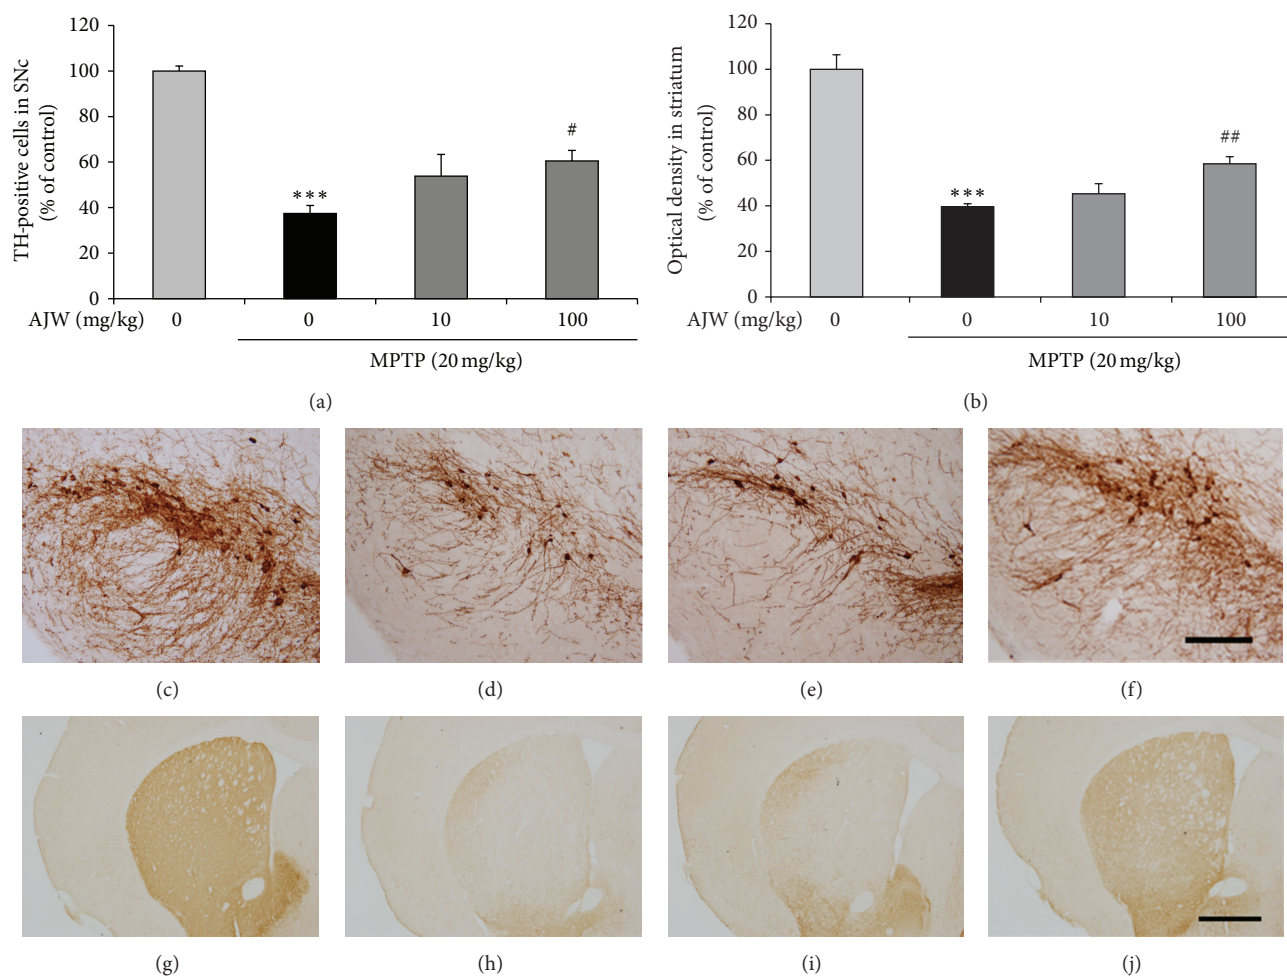 120
100
80
60
40
20
0
TH-positive cells in SNc
(% of control)
***
#
AJW (mg/kg) 0 0 10 100
MPTP (20 mg/kg)
(a)
120
100
80
60
40
20
0
Optical density in striatum
(% of control)
***
##
AJW (mg/kg) 0 0 10 100
MPTP (20 mg/kg)
(b)
(c) (d) (e) (f)
(g) (h) (i) (j)